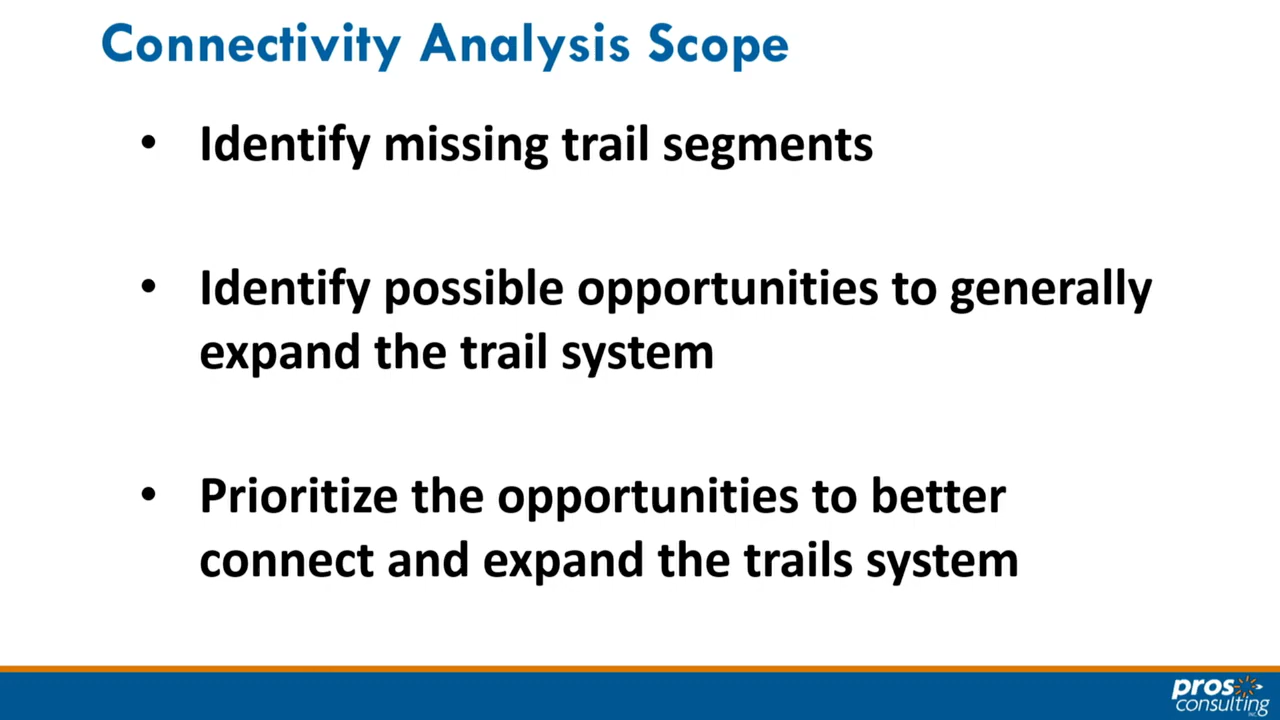 Connectivity Analysis Scope
• Identify missing trail segments
• Identify possible opportunities to generally
expand the trail system
• Prioritize the opportunities to better
connect and expand the trails system
pros
consulting
INC.